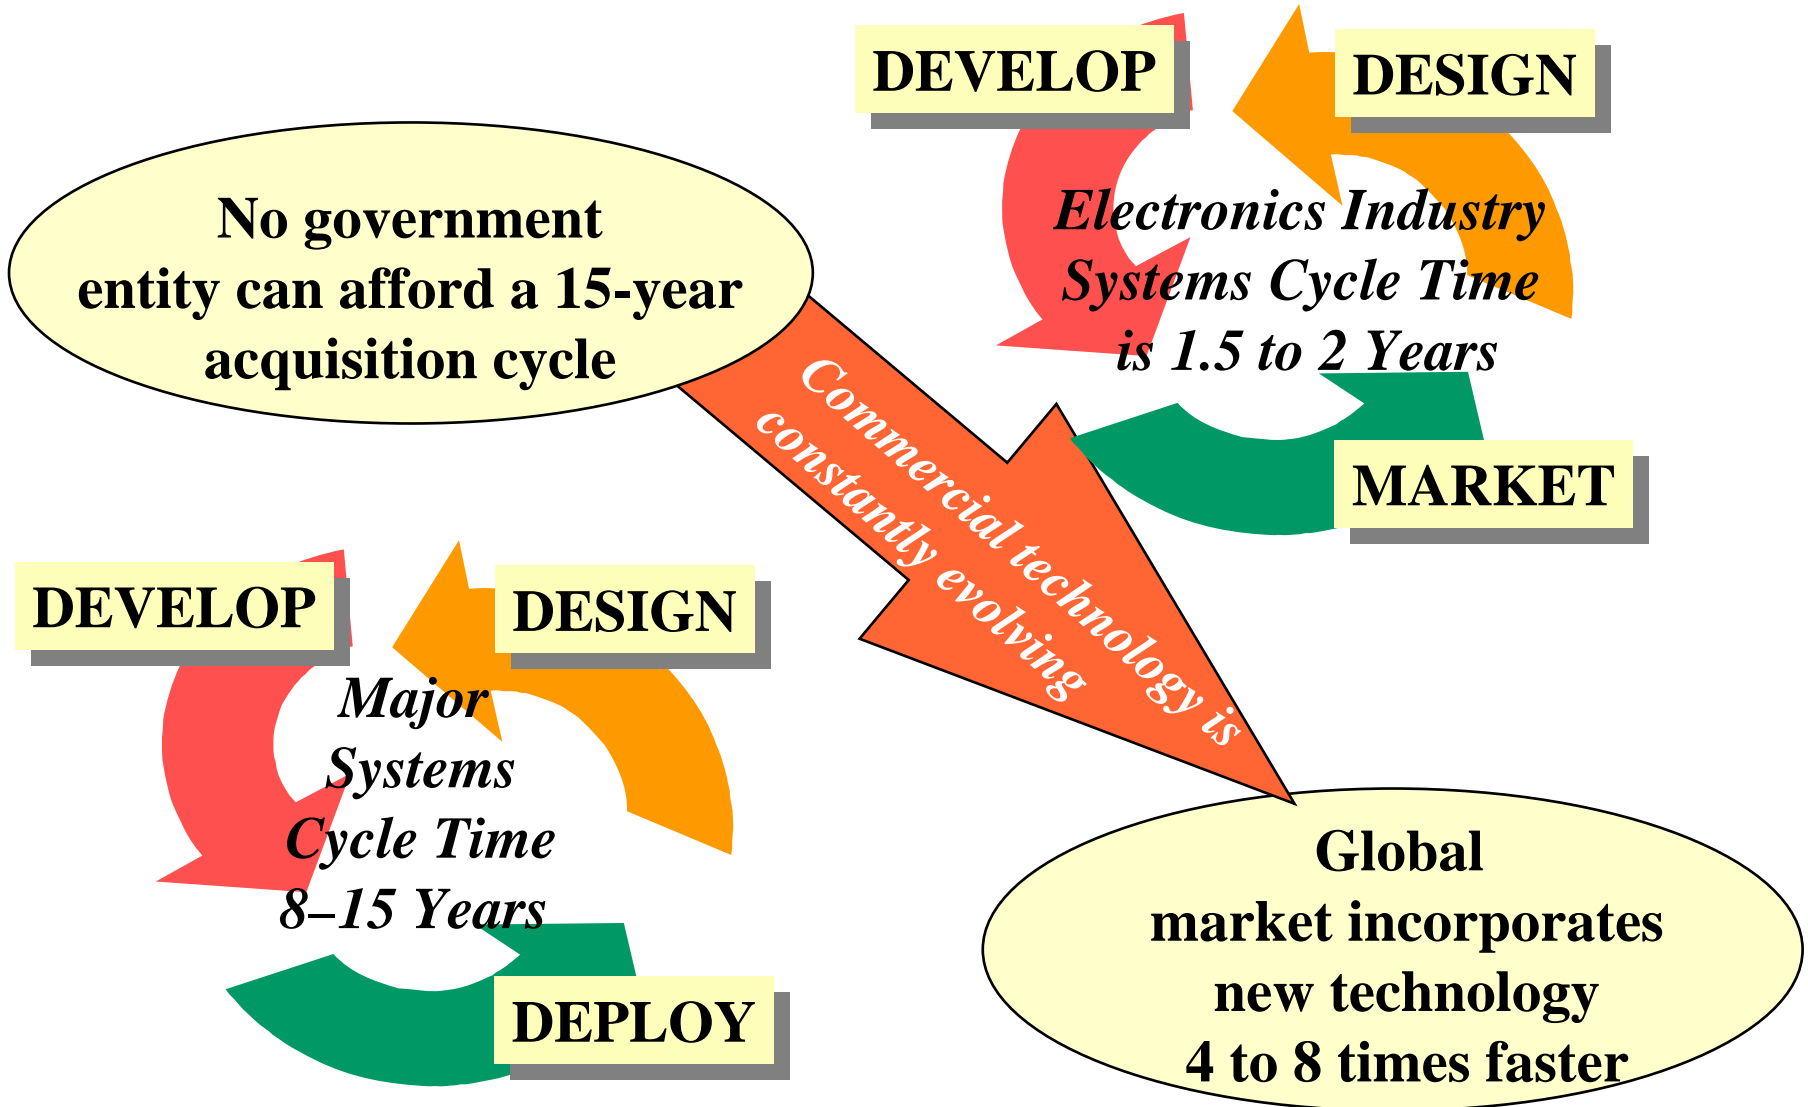 DEVELOP
DESIGN
Electronics Industry
Systems Cycle Time
is 1.5 to 2 Years
MARKET
No government
entity can afford a 15-year
acquisition cycle
Commercial technology is
constantly evolving
DEVELOP
DESIGN
Major
Systems
Cycle Time
8–15 Years
DEPLOY
Global
market incorporates
new technology
4 to 8 times faster